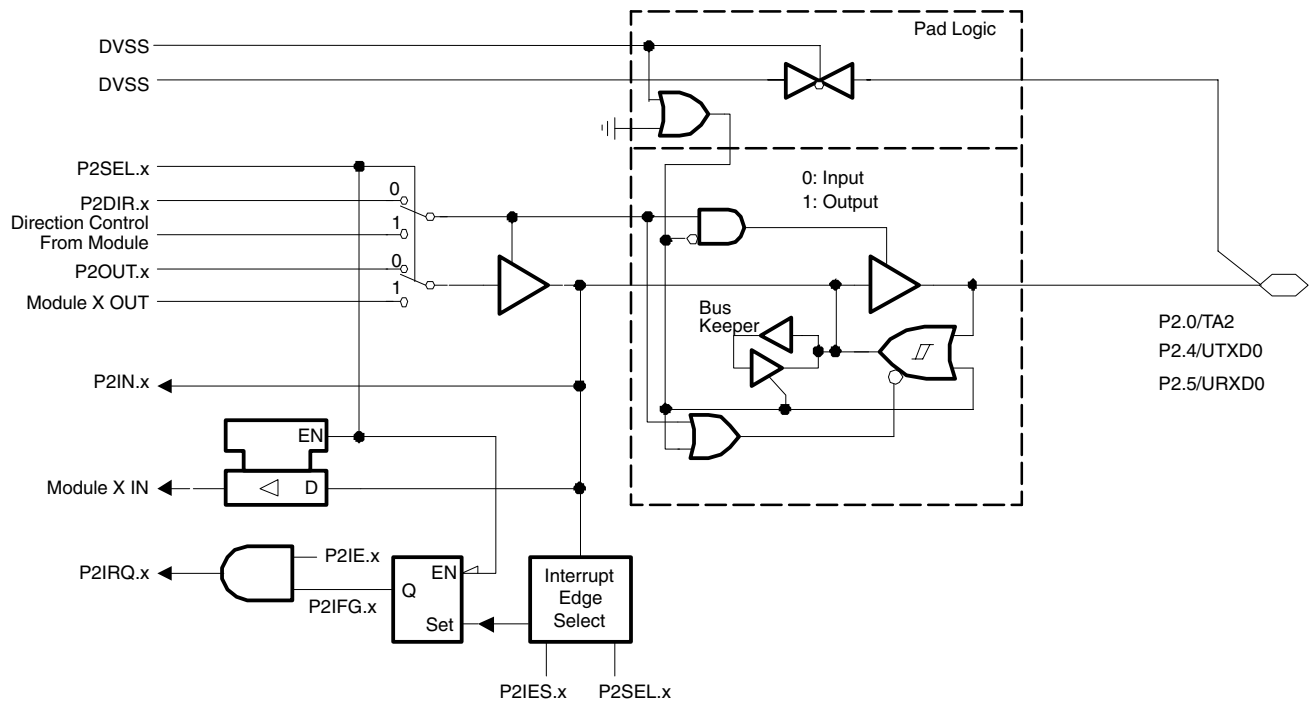 Pad Logic
DVSS
DVSS
P2SEL.x
0
P2DIR.x
Direction Control
From Module
1
0: Input
1: Output
0
P2OUT.x
1
Module X OUT
Bus
Keeper
P2.0/TA2
P2.4/UTXD0
P2.5/URXD0
P2IN.x
EN
Module X IN
D
P2IE.x
P2IRQ.x
P2IFG.x
EN
Q
Set
Interrupt
Edge
Select
P2IES.x
P2SEL.x